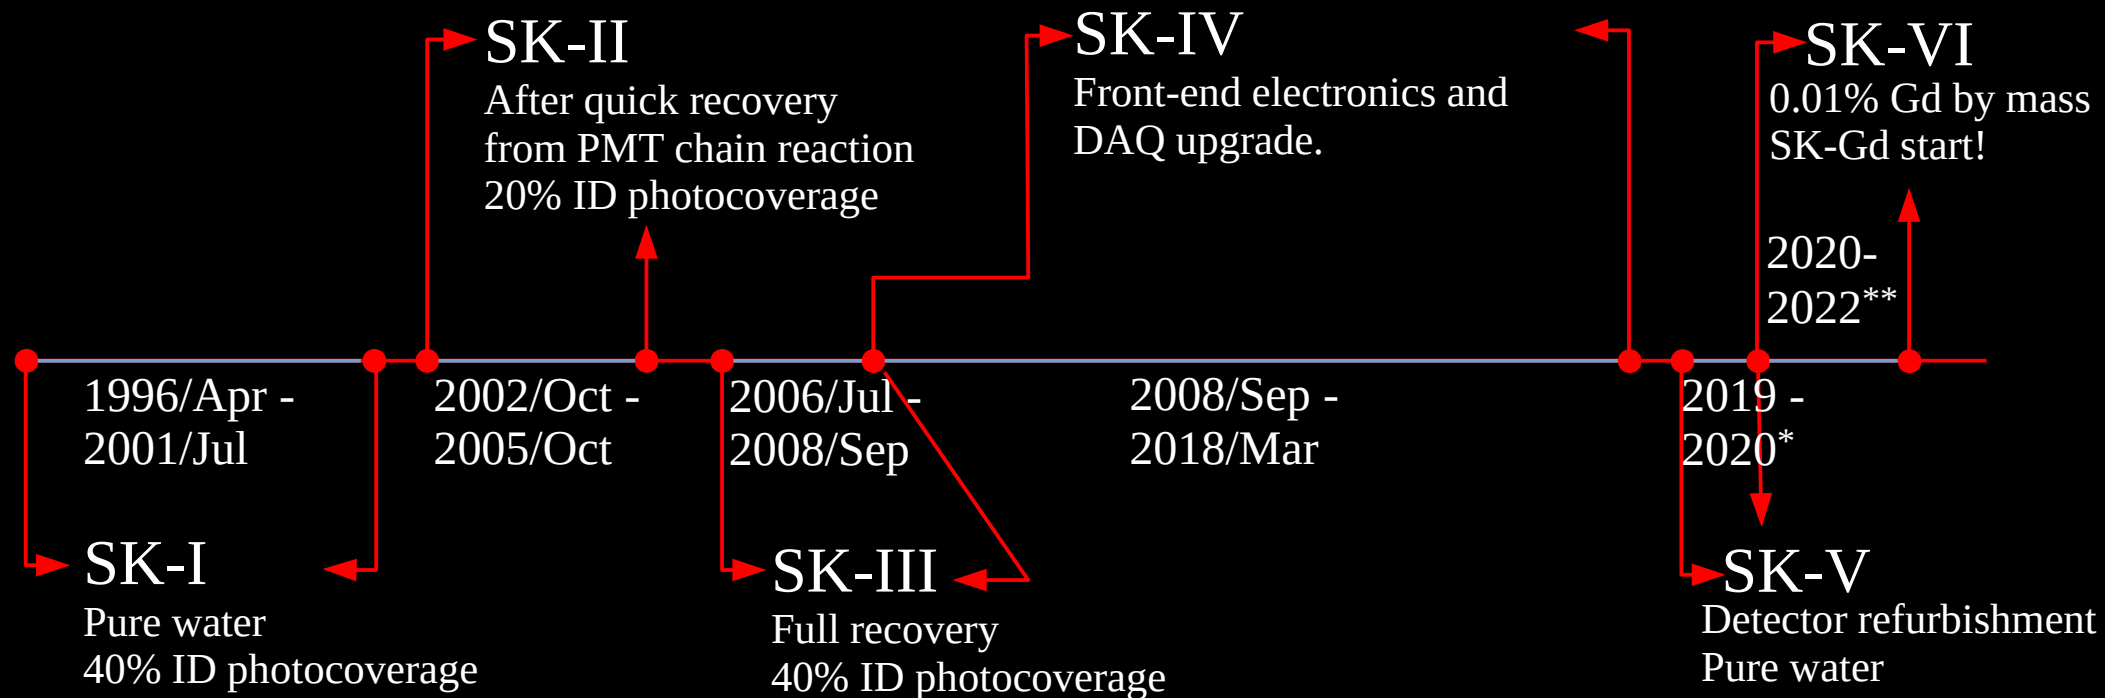 SK-II
After quick recovery
from PMT chain reaction
20% ID photocoverage
SK-IV
Front-end electronics and
DAQ upgrade.
SK-VI
0.01% Gd by mass
SK-Gd start!
2020-
2022**
1996/Apr -
2001/Jul
2002/Oct -
2005/Oct
2006/Jul -
2008/Sep
2008/Sep -
2018/Mar
2019 -
2020*
SK-I
Pure water
40% ID photocoverage
SK-III
Full recovery
40% ID photocoverage
SK-V
Detector refurbishment
Pure water